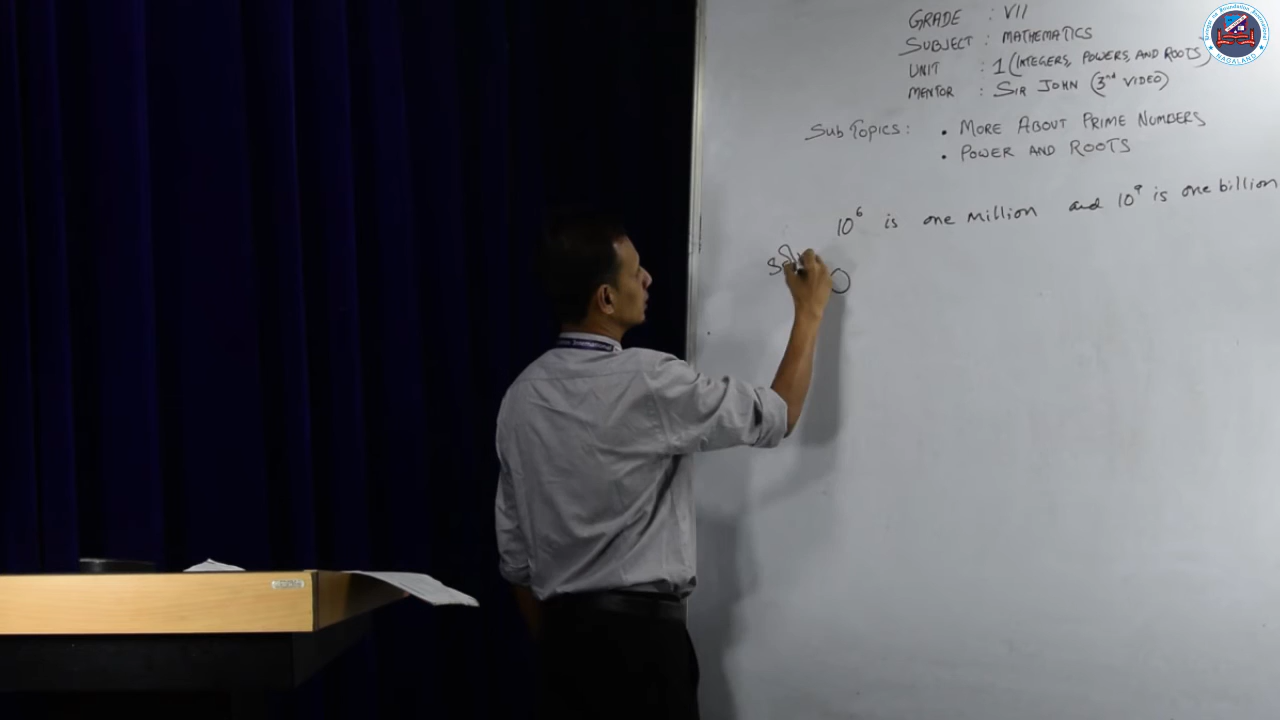 GRADE : VII
SUBJECT : MATHEMATICS
UNIT : 1 (INTEGERS, POWERS, AND ROOTS)
MENTOR : SIR JOHN (3rd VIDEO)
SUB TOPICS : • MORE ABOUT PRIME NUMBERS
• POWER AND ROOTS
10⁶ is one million and 10⁹ is one billion
NAGALAND